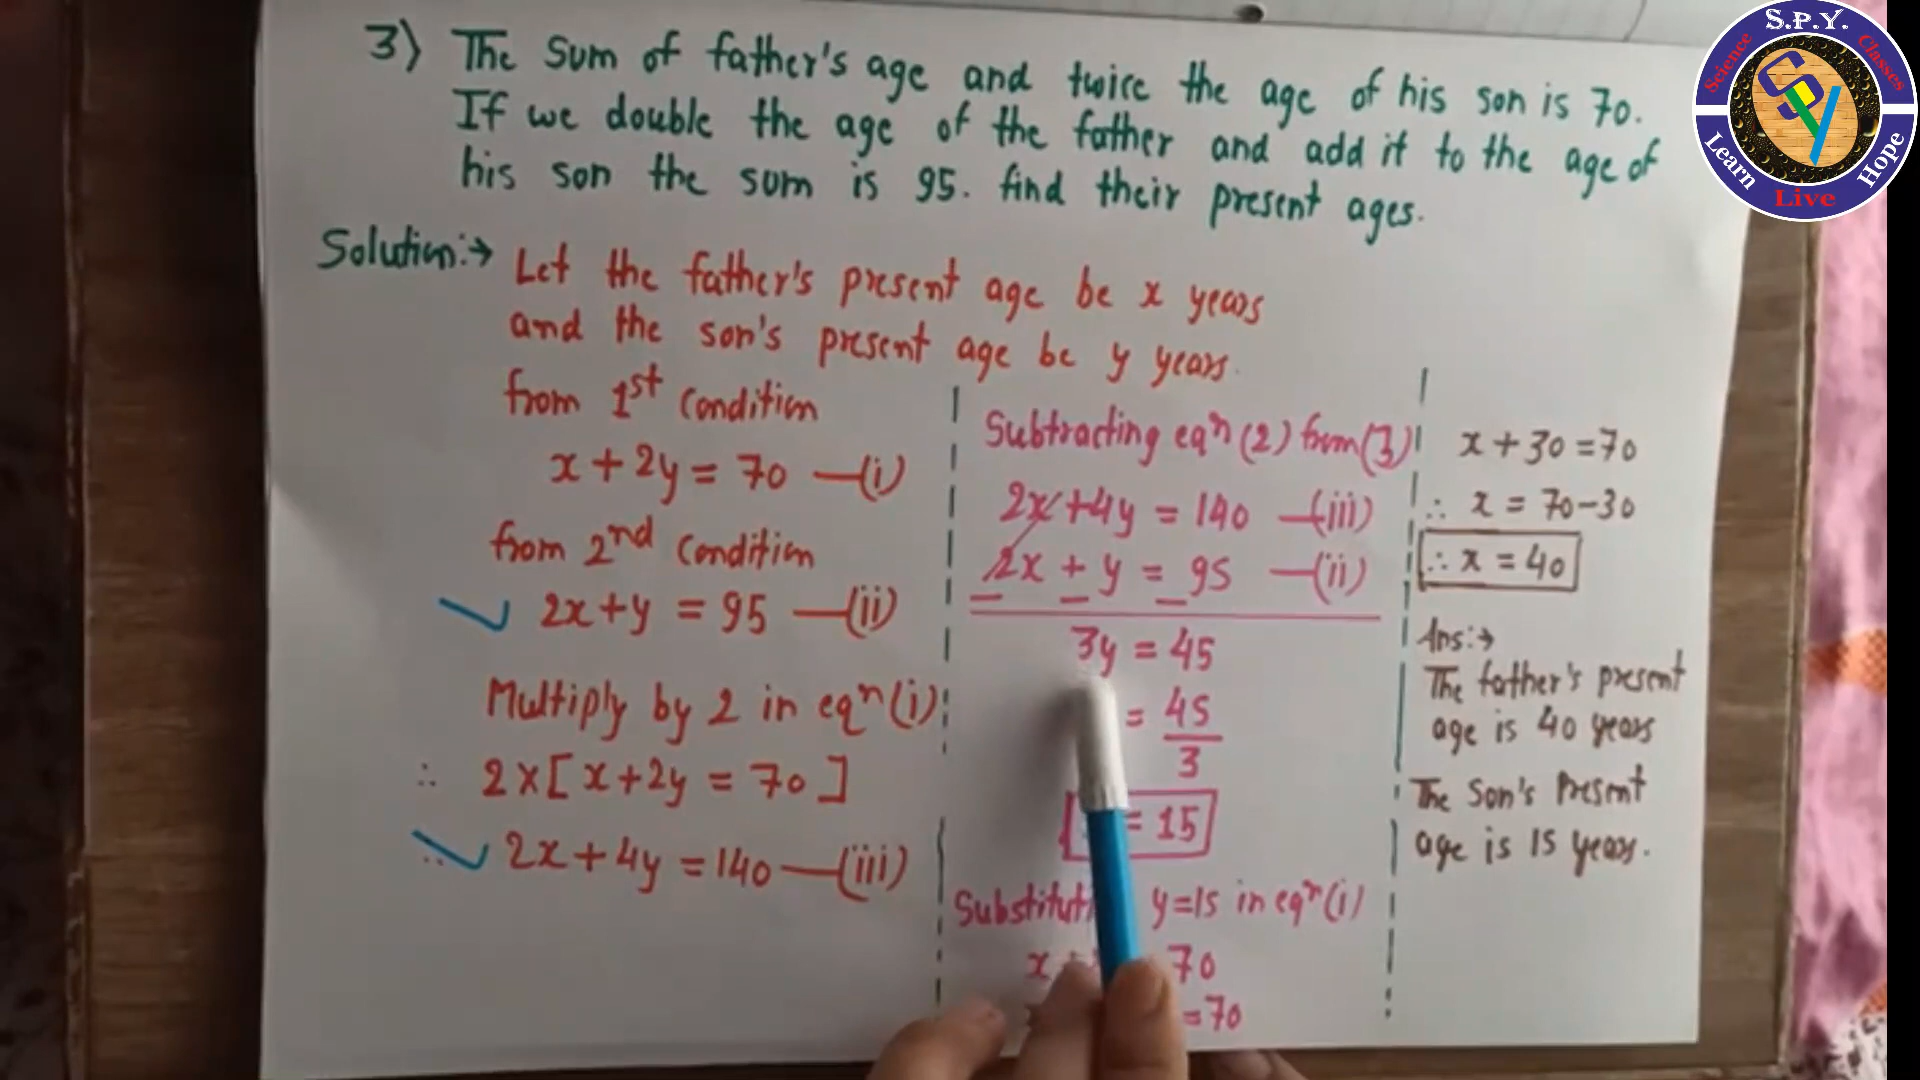 3) The Sum of father's age and twice the age of his son is 70.
If we double the age of the father and add it to the age of
his son the sum is 95. find their present ages.
Solution:→ Let the father's present age be x years
and the son's present age be y years.
from 1st condition
x + 2y = 70 —(i)
from 2nd condition
2x+y = 95 —(ii)
Multiply by 2 in eqn (i)
∴ 2×[x+2y = 70]
∴ 2x+4y = 140 —(iii)
Subtracting eqn (2) from (3)
2x+4y = 140 —(iii)
2x + y = 95 —(ii)
— — —
3y = 45
= 45
3
= 15
y=15 in eqn (i)
x 70
=70
x + 30 = 70
∴ x = 70-30
∴ x = 40
Ans:→
The father's present
age is 40 years
The Son's Present
age is 15 years.
S.P.Y.
Science
Classes
SPY
Learn
Live
Hope